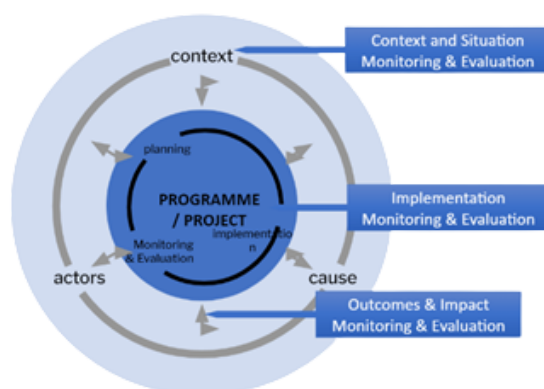 Context and Situation
Monitoring & Evaluation
context
planning
PROGRAMME
/ PROJECT
Implementation
Monitoring & Evaluation
implementatio
n
Monitoring
& Evaluation
actors
cause
Outcomes & Impact
Monitoring & Evaluation